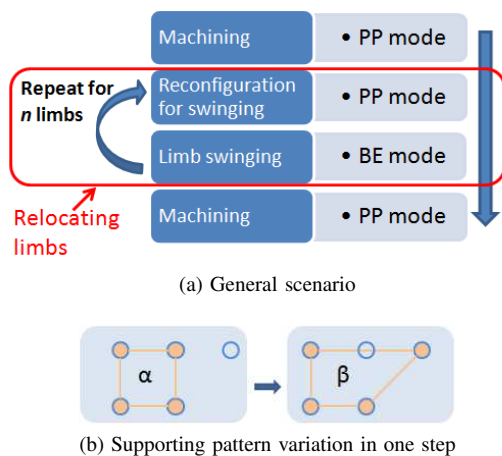 Machining
• PP mode
Repeat for
n limbs
Reconfiguration
for swinging
• PP mode
Limb swinging
• BE mode
Relocating
limbs
Machining
• PP mode
(a) General scenario
α
β
(b) Supporting pattern variation in one step